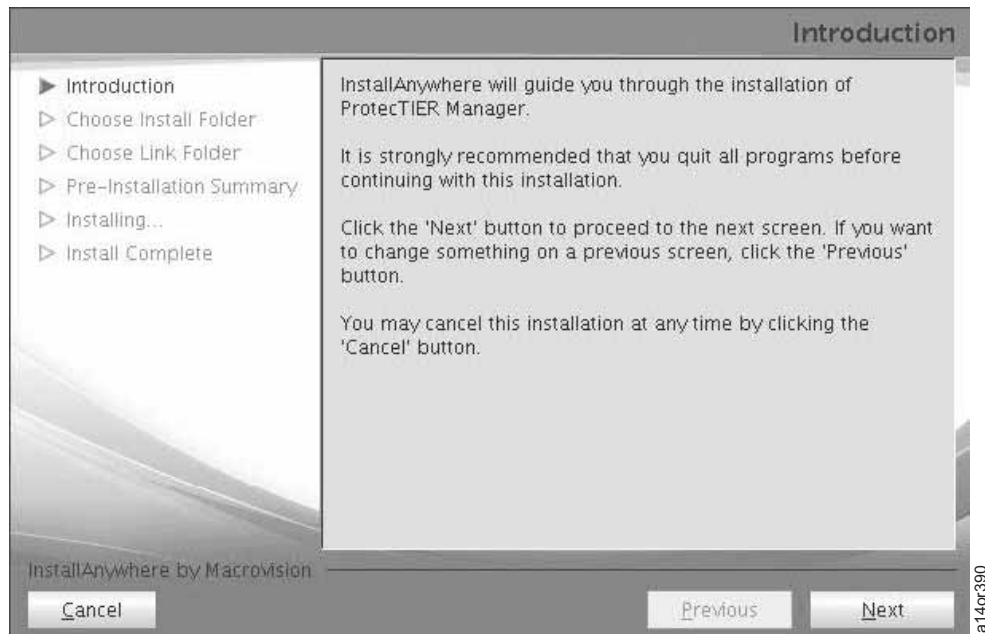 Introduction
Introduction
Choose Install Folder
Choose Link Folder
Pre-Installation Summary
Installing...
Install Complete
InstallAnywhere will guide you through the installation of
ProtecTIER Manager.
It is strongly recommended that you quit all programs before
continuing with this installation.
Click the 'Next' button to proceed to the next screen. If you want
to change something on a previous screen, click the 'Previous'
button.
You may cancel this installation at any time by clicking the
'Cancel' button.
InstallAnywhere by Macrovision
Cancel
Previous
Next
a14or390